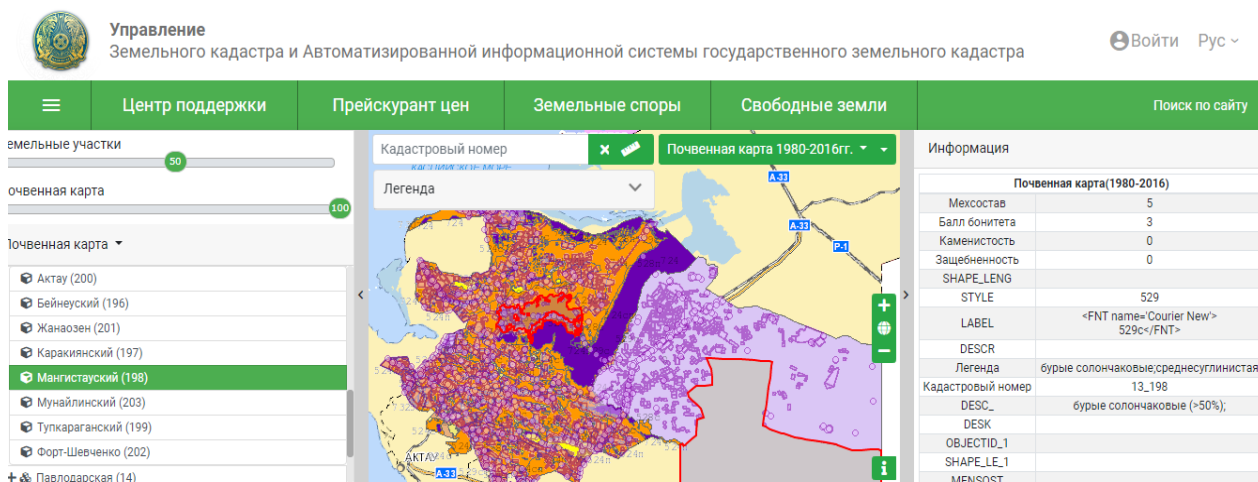 Управление
Земельного кадастра и Автоматизированной информационной системы государственного земельного кадастра
Войти Рус
Центр поддержки
Прейскурант цен
Земельные споры
Свободные земли
Поиск по сайту
емельные участки
50
очвенная карта
100
Почвенная карта
Актау (200)
Бейнеуский (196)
Жанаозен (201)
Каракиянский (197)
Мангистауский (198)
Мунайлинский (203)
Тупкараганский (199)
Форт-Шевченко (202)
Павлодарская (14)
Кадастровый номер
Почвенная карта 1980-2016гг.
Легенда
A-33
A-33
P-1
АКТАУ
A-33
Информация
Почвенная карта(1980-2016)
Мехсостав 5
Балл бонитета 3
Каменистость 0
Защебненность 0
SHAPE_LENG
STYLE 529
LABEL <FNT name='Courier New'>
529с</FNT>
DESCR
Легенда бурые солончаковые;среднесуглинистая
Кадастровый номер 13_198
DESC_ бурые солончаковые (>50%);
DESK
OBJECTID_1
SHAPE_LE_1
MENSOST